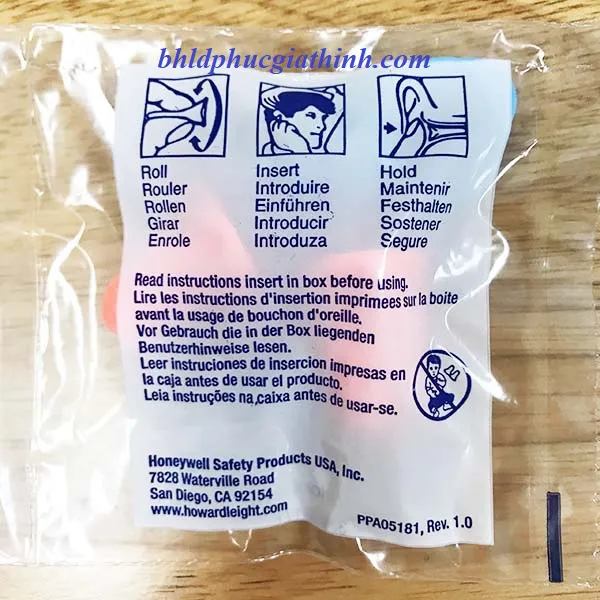 bhldphucgiathinh.com
Roll
Rouler
Rollen
Girar
Enrole
Insert
Introduire
Einführen
Introducir
Introduza
Hold
Maintenir
Festhalten
Sostener
Segure
Read instructions insert in box before using.
Lire les instructions d'insertion imprimees sur la boite
avant la usage de bouchon d'oreille.
Vor Gebrauch die in der Box liegenden
Benutzerhinweise lesen.
Leer instruciones de insercion impresas en
la caja antes de usar el producto.
Leia instruções na,caixa antes de usar-se.
Honeywell Safety Products USA, Inc.
7828 Waterville Road
San Diego, CA 92154
www.howardleight.com
PPA05181, Rev. 1.0